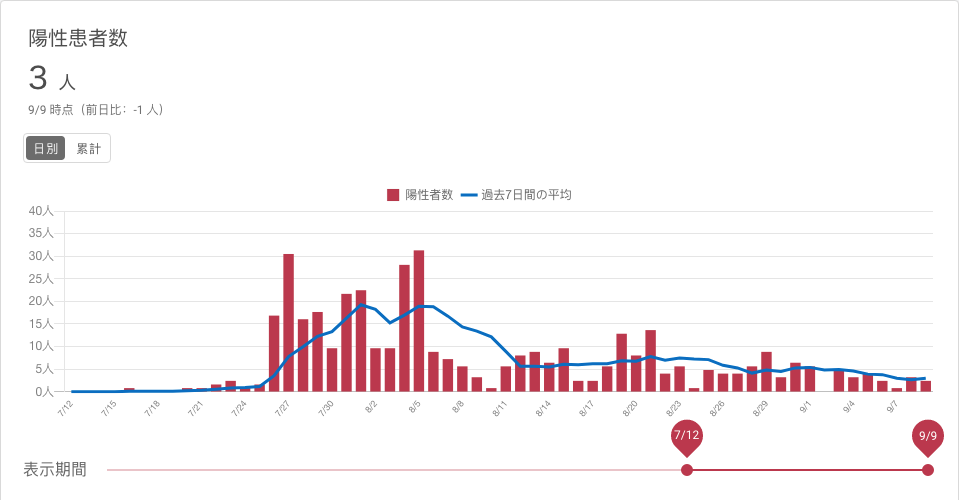 陽性患者数
3 人
9/9 時点（前日比：-1 人）
日別 累計
陽性者数 過去7日間の平均
40人
35人
30人
25人
20人
15人
10人
5人
0人
7/12 7/15 7/18 7/21 7/24 7/27 7/30 8/2 8/5 8/8 8/11 8/14 8/17 8/20 8/23 8/26 8/29 9/1 9/4 9/7
7/12 9/9
表示期間